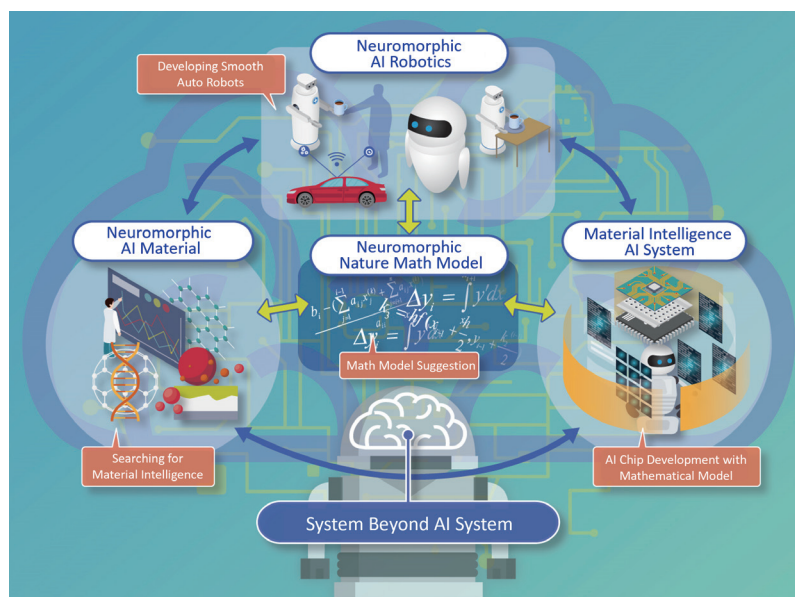 Neuromorphic
AI Robotics
Developing Smooth
Auto Robots
Neuromorphic
AI Material
Neuromorphic
Nature Math Model
Material Intelligence
AI System
Math Model Suggestion
Searching for
Material Intelligence
AI Chip Development with
Mathematical Model
System Beyond AI System